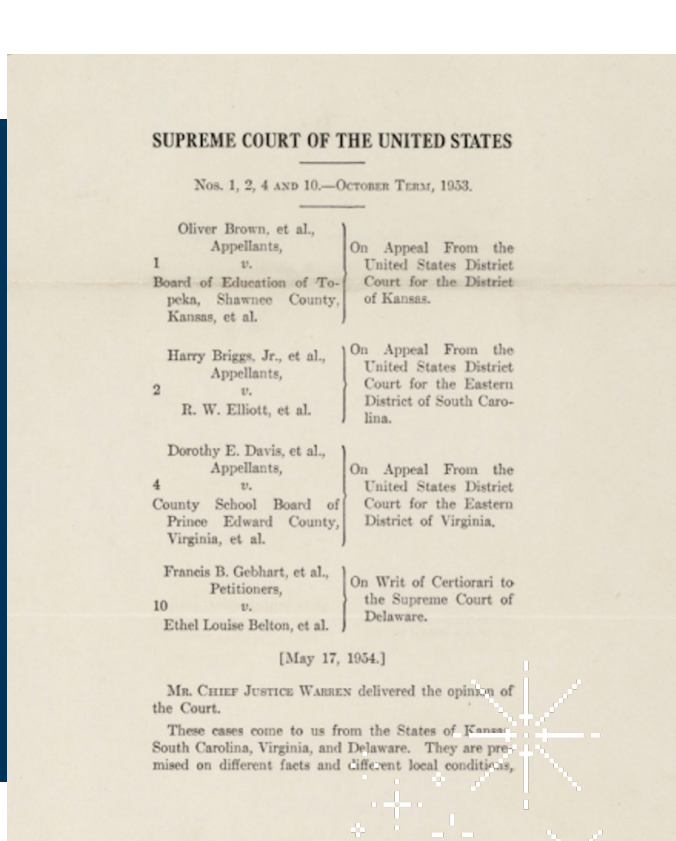 SUPREME COURT OF THE UNITED STATES
Nos. 1, 2, 4 AND 10.—OCTOBER TERM, 1953.
Oliver Brown, et al.,
Appellants,
1 v.
Board of Education of To-
peka, Shawnee County,
Kansas, et al.
On Appeal From the
United States District
Court for the District
of Kansas.
Harry Briggs, Jr., et al.,
Appellants,
2 v.
R. W. Elliott, et al.
On Appeal From the
United States District
Court for the Eastern
District of South Caro-
lina.
Dorothy E. Davis, et al.,
Appellants,
4 v.
County School Board of
Prince Edward County,
Virginia, et al.
On Appeal From the
United States District
Court for the Eastern
District of Virginia.
Francis B. Gebhart, et al.,
Petitioners,
10 v.
Ethel Louise Belton, et al.
On Writ of Certiorari to
the Supreme Court of
Delaware.
[May 17, 1954.]
MR. CHIEF JUSTICE WARREN delivered the opinion of
the Court.
These cases come to us from the States of Kansas,
South Carolina, Virginia, and Delaware. They are pre-
mised on different facts and different local conditions,